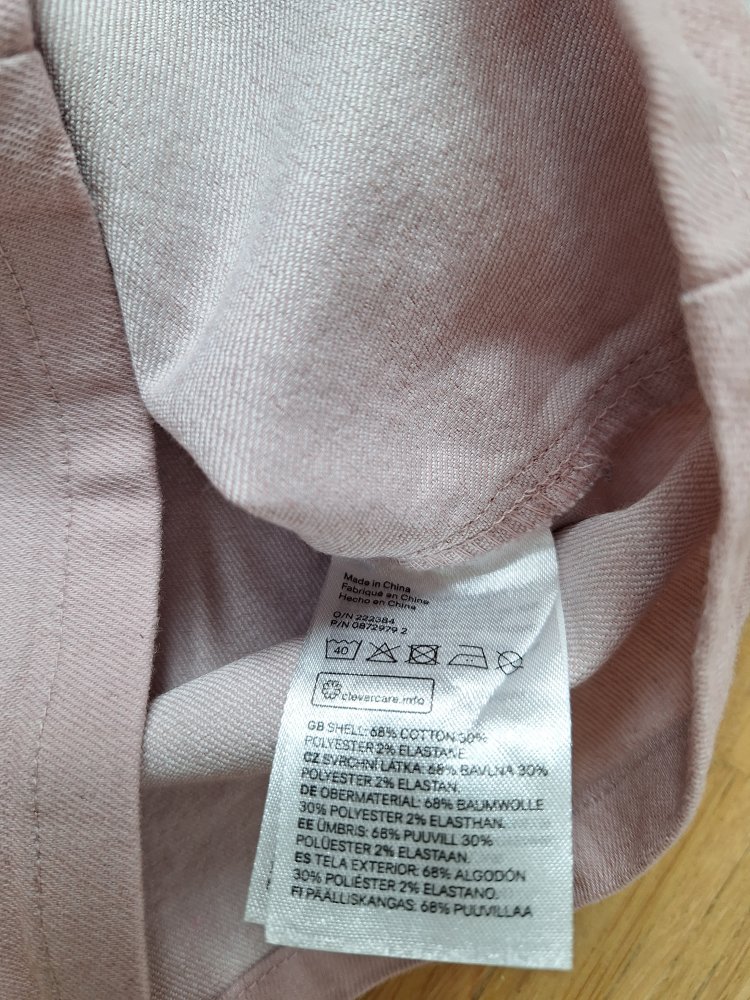 Made in China
Fabriqué en Chine
Hecho en China
O/N 222384
P/N 0872979 2
40
clevercare.info
GB SHELL: 68% COTTON 30%
POLYESTER 2% ELASTANE
CZ SVRCHNÍ LÁTKA: 68% BAVLNA 30%
POLYESTER 2% ELASTAN.
DE OBERMATERIAL: 68% BAUMWOLLE
30% POLYESTER 2% ELASTHAN.
EE ÜMBRIS: 68% PUUVILL 30%
POLÜESTER 2% ELASTAAN.
ES TELA EXTERIOR: 68% ALGODÓN
30% POLIÉSTER 2% ELASTANO.
FI PÄÄLLISKANGAS: 68% PUUVILLAA